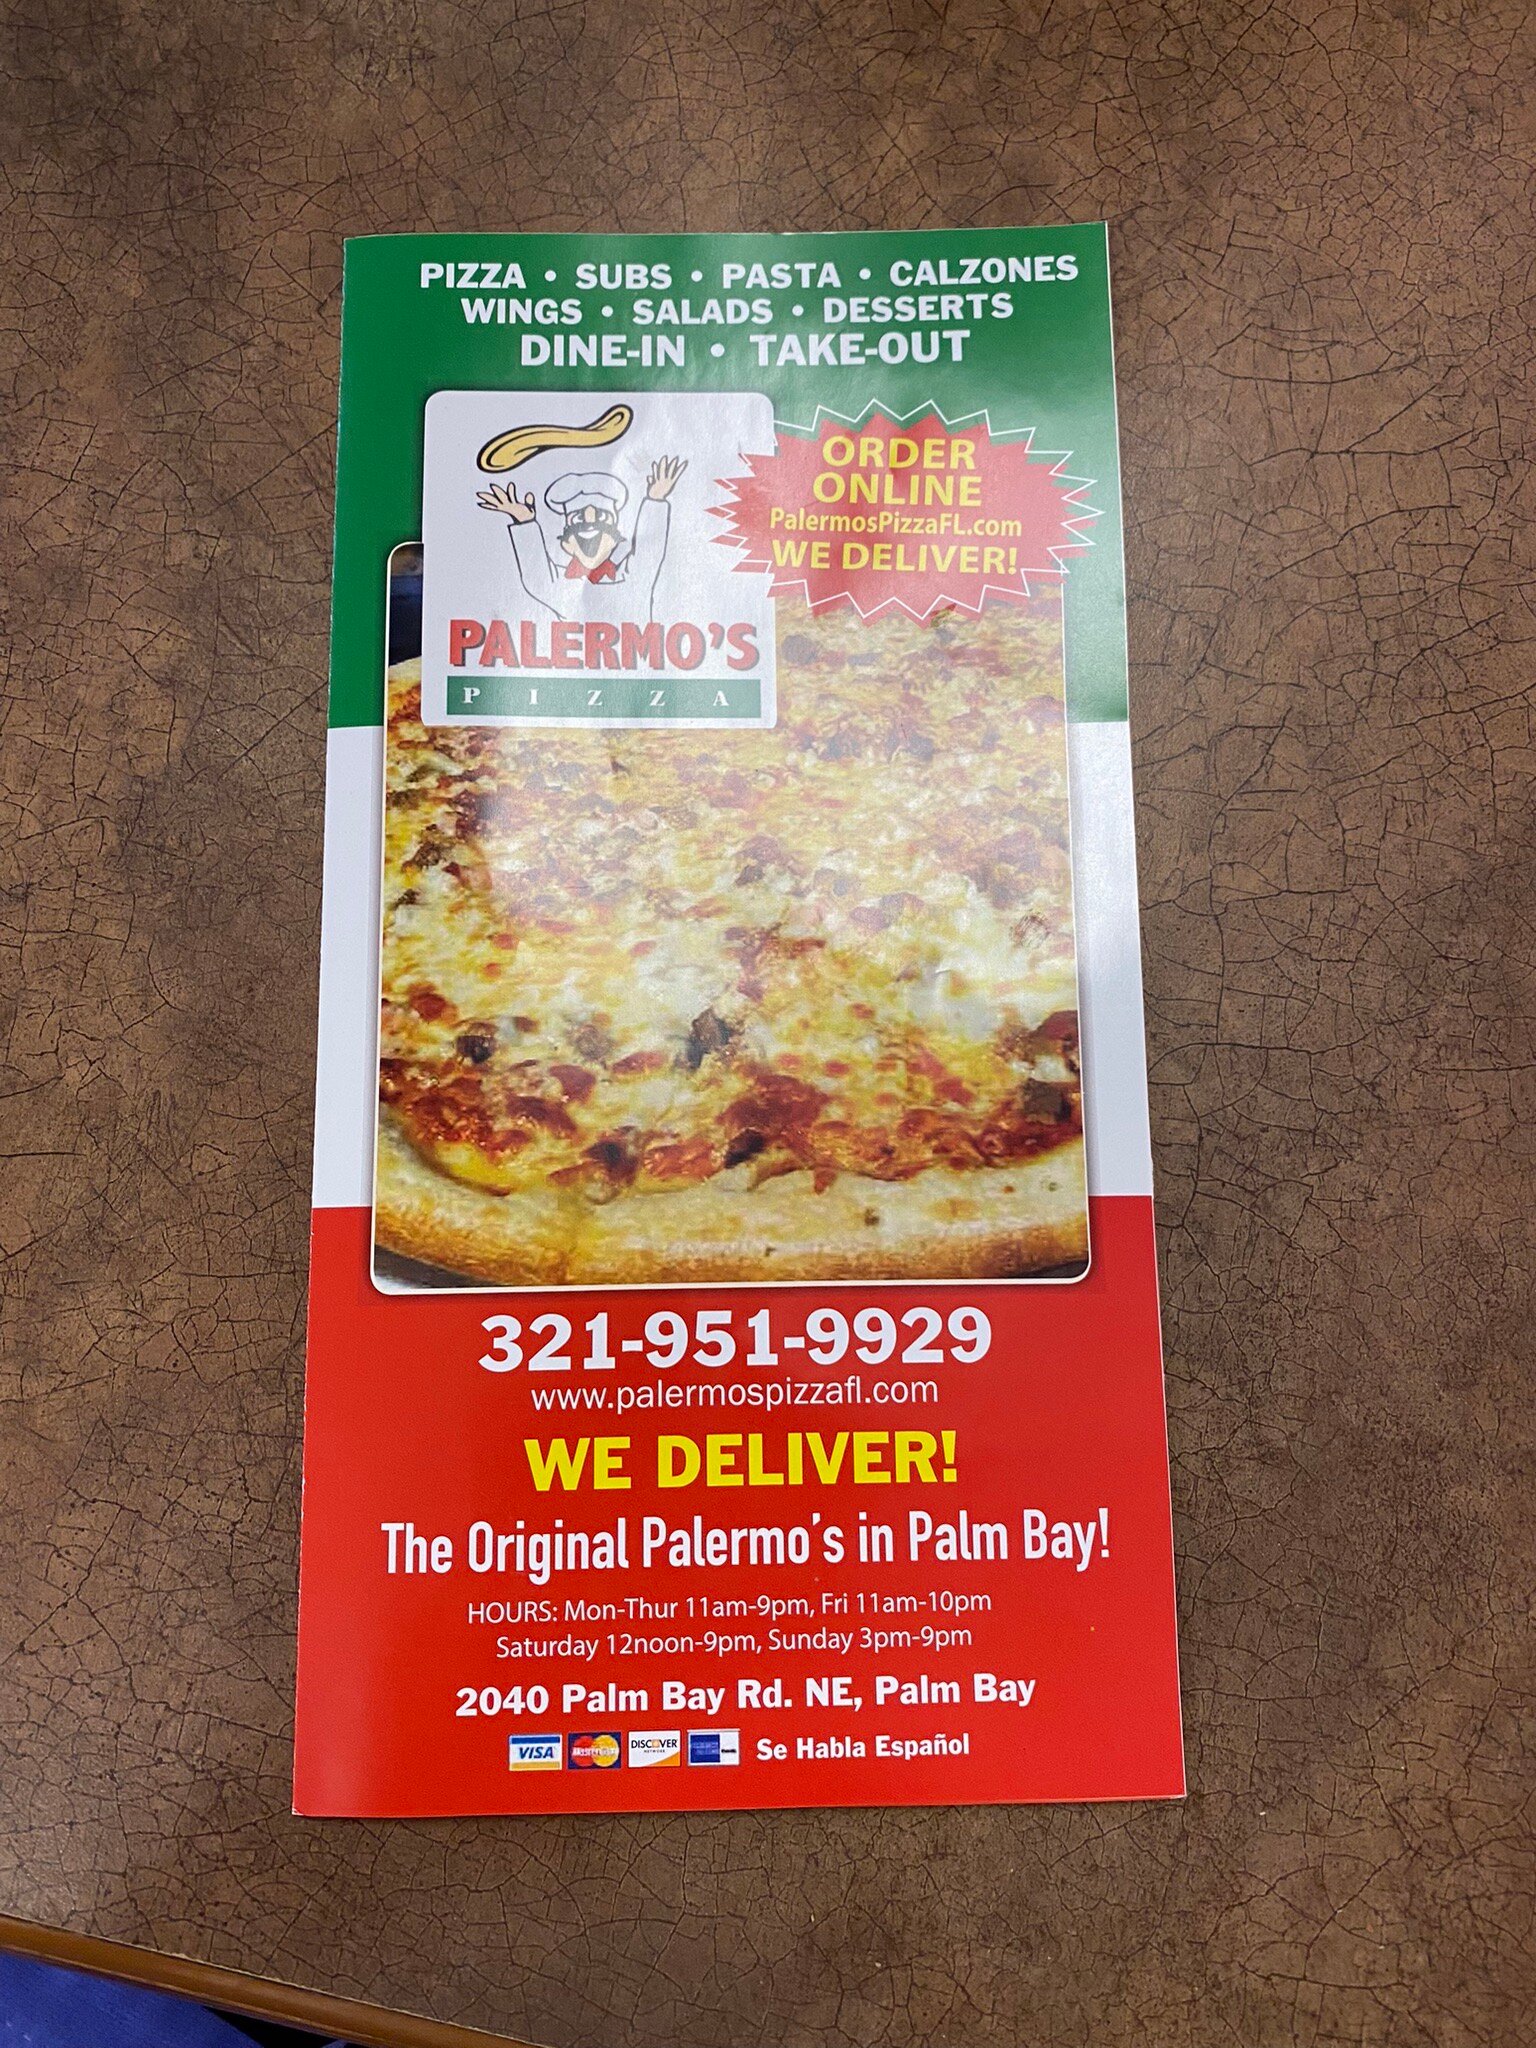 PIZZA • SUBS • PASTA • CALZONES
WINGS • SALADS • DESSERTS
DINE-IN • TAKE-OUT
ORDER
ONLINE
PalermosPizzaFL.com
WE DELIVER!
PALERMO'S
PIZZA
321-951-9929
www.palermospizzafl.com
WE DELIVER!
The Original Palermo's in Palm Bay!
HOURS: Mon-Thur 11am-9pm, Fri 11am-10pm
Saturday 12noon-9pm, Sunday 3pm-9pm
2040 Palm Bay Rd. NE, Palm Bay
VISA MasterCard DISCOVER NETWORK Se Habla Español